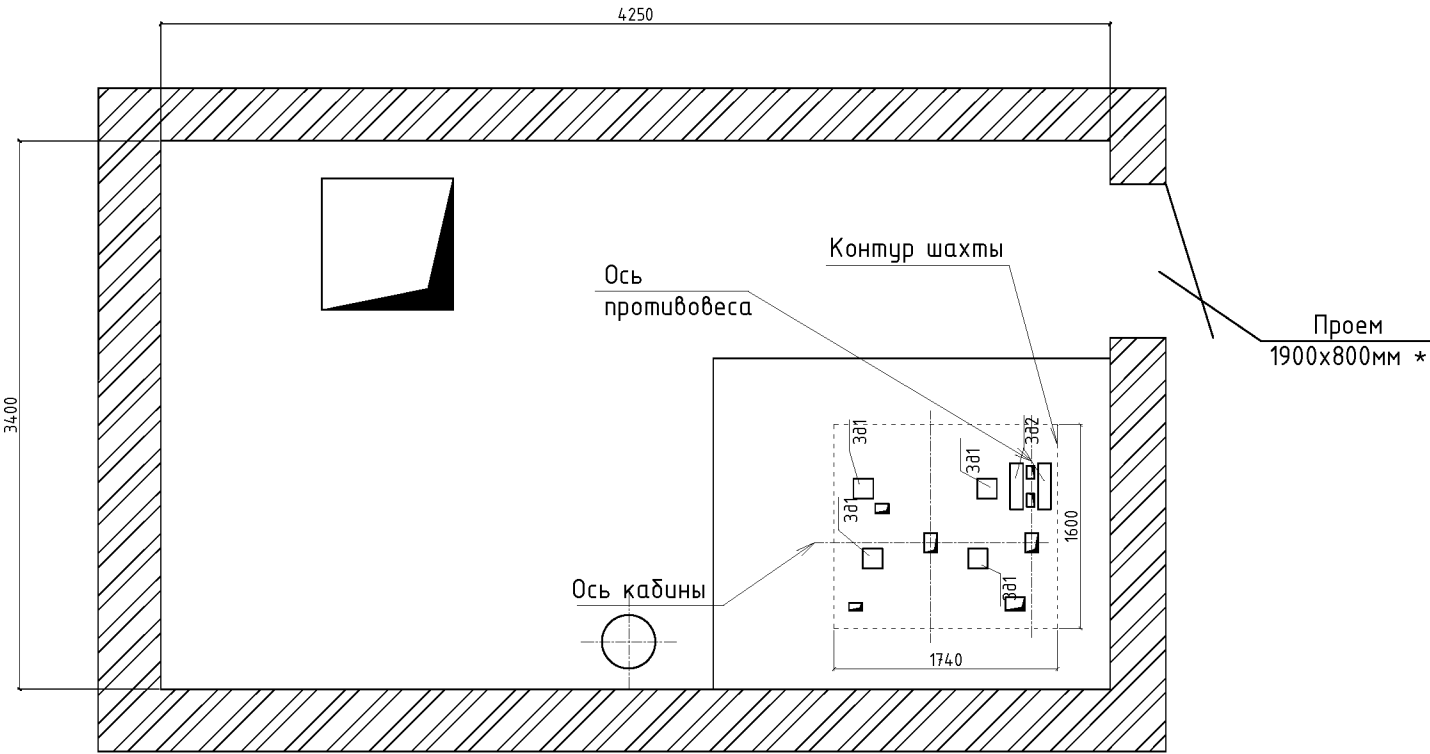 4250
Контур шахты
Ось
противовеса
Проем
1900х800мм *
3400
Зд1
Зд2
Зд1
Зд1
1600
Ось кабины
Зд1
1740